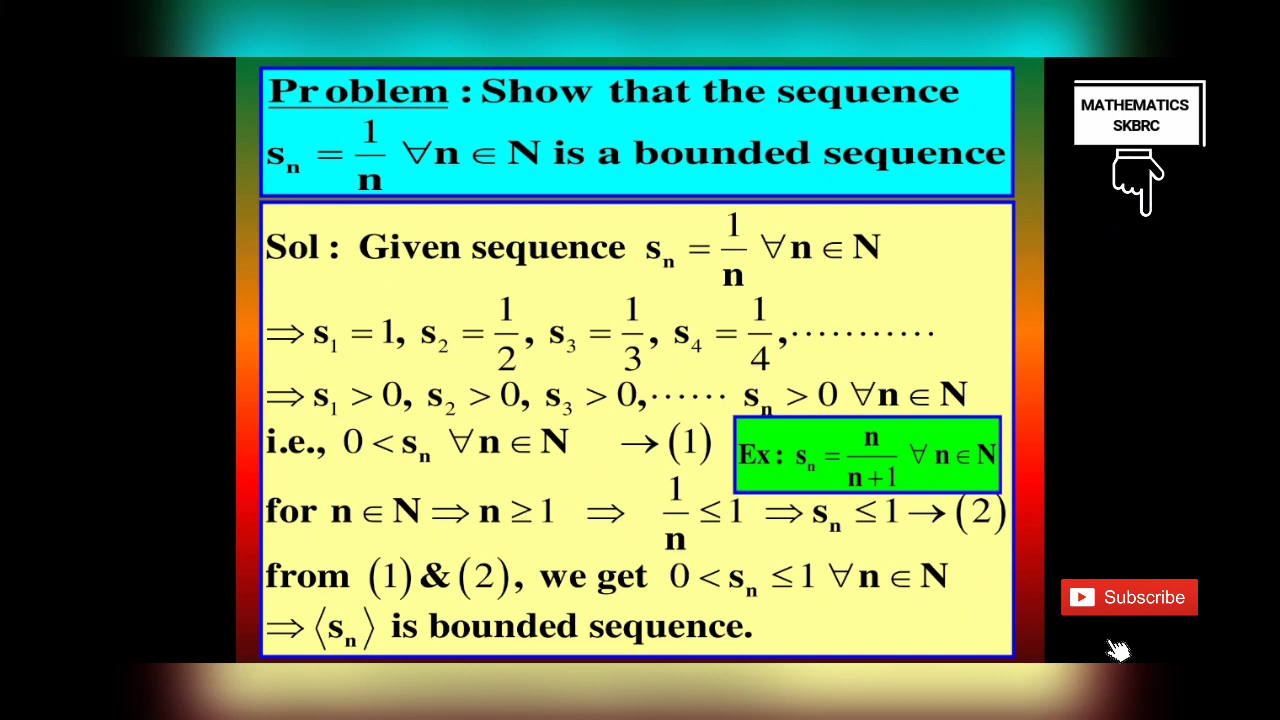 Problem : Show that the sequence
sₙ = 1/n ∀n ∈ N is a bounded sequence
MATHEMATICS
SKBRC
Sol : Given sequence sₙ = 1/n ∀n ∈ N
⇒ s₁ = 1, s₂ = 1/2, s₃ = 1/3, s₄ = 1/4, ...........
⇒ s₁ > 0, s₂ > 0, s₃ > 0, ...... sₙ > 0 ∀n ∈ N
i.e., 0 < sₙ ∀n ∈ N → (1)
Ex : sₙ = n/(n+1) ∀ n ∈ N
for n ∈ N ⇒ n ≥ 1 ⇒ 1/n ≤ 1 ⇒ sₙ ≤ 1 → (2)
from (1) & (2), we get 0 < sₙ ≤ 1 ∀n ∈ N
⇒ ⟨sₙ⟩ is bounded sequence.
Subscribe